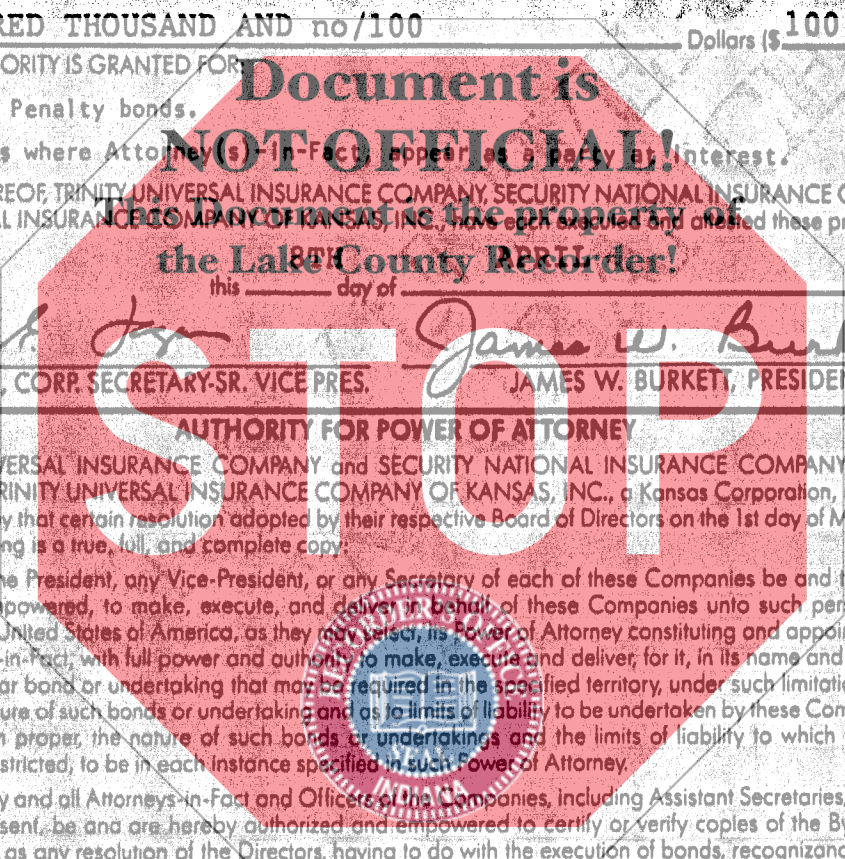 RED THOUSAND AND no/100 Dollars ($ 100
ORITY IS GRANTED FOR
Document is
Penalty bonds.
NOT OFFICIAL!
s where Attorney(s)-in-Fact, appear as a party at interest.
REOF, TRINITY UNIVERSAL INSURANCE COMPANY, SECURITY NATIONAL INSURANCE C
This Document is the property of
L INSURANCE COMPANY OF KANSAS, INC., have each executed and attested these pr
the Lake County Recorder!
8TH APRIL
this day of
James W. Burk
, CORP. SECRETARY-SR. VICE PRES. JAMES W. BURKETT, PRESIDEN
STOP
AUTHORITY FOR POWER OF ATTORNEY
VERSAL INSURANCE COMPANY and SECURITY NATIONAL INSURANCE COMPANY
RINITY UNIVERSAL INSURANCE COMPANY OF KANSAS, INC., a Kansas Corporation,
y that certain resolution adopted by their respective Board of Directors on the 1st day of M
ng is a true, full, and complete copy:
he President, any Vice-President, or any Secretary of each of these Companies be and t
powered, to make, execute, and deliver in behalf of these Companies unto such per
United States of America, as they may select, its Power of Attorney constituting and appoin
-in-Fact, with full power and authority to make, execute and deliver, for it, in its name and
ar bond or undertaking that may be required in the specified territory, under such limitati
ure of such bonds or undertaking and as to limits of liability to be undertaken by these Com
n proper, the nature of such bonds or undertakings and the limits of liability to which
stricted, to be in each instance specified in such Power of Attorney.
RECORDER'S OFFICE
SEAL
INDIANA
y and all Attorneys-in-Fact and Officers of the Companies, including Assistant Secretaries,
sent, be and are hereby authorized and empowered to certify or verify copies of the By
as any resolution of the Directors, having to do with the execution of bonds, recognizanc